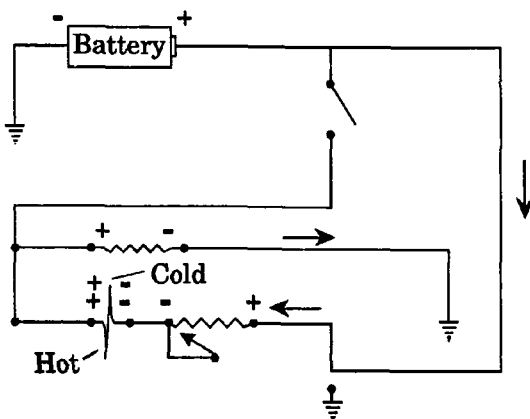 - +
Battery
+ -
Cold
+ -
+ - - +
Hot